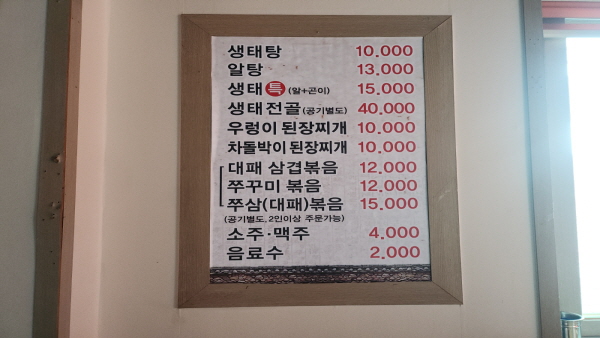 생태탕 10.000
알탕 13.000
생태 특 (알+곤이) 15.000
생태전골 (공기별도) 40.000
우렁이 된장찌개 10.000
차돌박이 된장찌개 10.000
대패 삼겹볶음 12.000
쭈꾸미 볶음 12.000
쭈삼(대패)볶음 15.000
(공기별도, 2인이상 주문가능)
소주·맥주 4.000
음료수 2.000